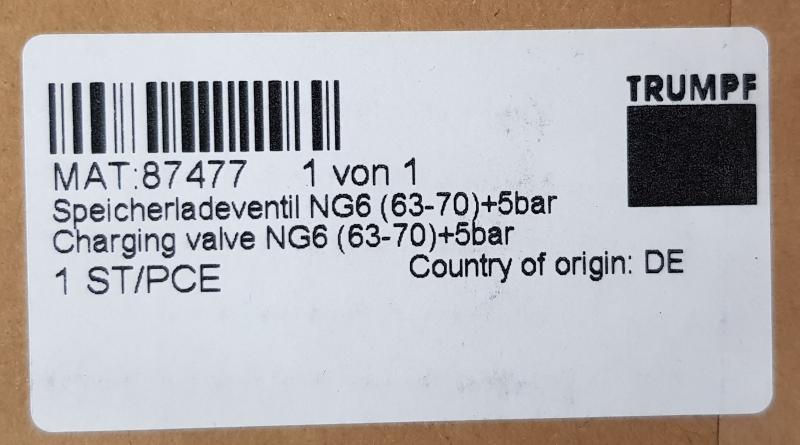 TRUMPF
MAT:87477 1 von 1
Speicherladeventil NG6 (63-70)+5bar
Charging valve NG6 (63-70)+5bar
1 ST/PCE
Country of origin: DE